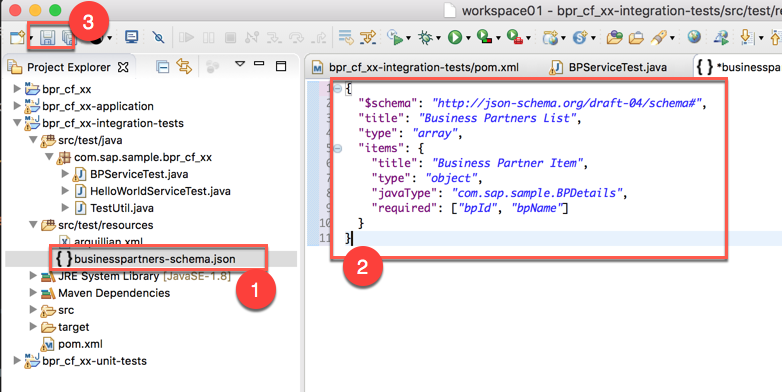 3
workspace01 - bpr_cf_xx-integration-tests/src/test/re
Project Explorer
bpr_cf_xx-integration-tests/pom.xml
BPServiceTest.java
{ } *businesspa
bpr_cf_xx
bpr_cf_xx-application
bpr_cf_xx-integration-tests
src/test/java
com.sap.sample.bpr_cf_xx
BPServiceTest.java
HelloWorldServiceTest.java
TestUtil.java
src/test/resources
arquillian.xml
{ } businesspartners-schema.json
JRE System Library [JavaSE-1.8]
Maven Dependencies
src
target
pom.xml
bpr_cf_xx-unit-tests
1
1 {
2 "$schema": "http://json-schema.org/draft-04/schema#",
3 "title": "Business Partners List",
4 "type": "array",
5 "items": {
6 "title": "Business Partner Item",
7 "type": "object",
8 "javaType": "com.sap.sample.BPDetails",
9 "required": ["bpId", "bpName"]
10 }
11 }
2